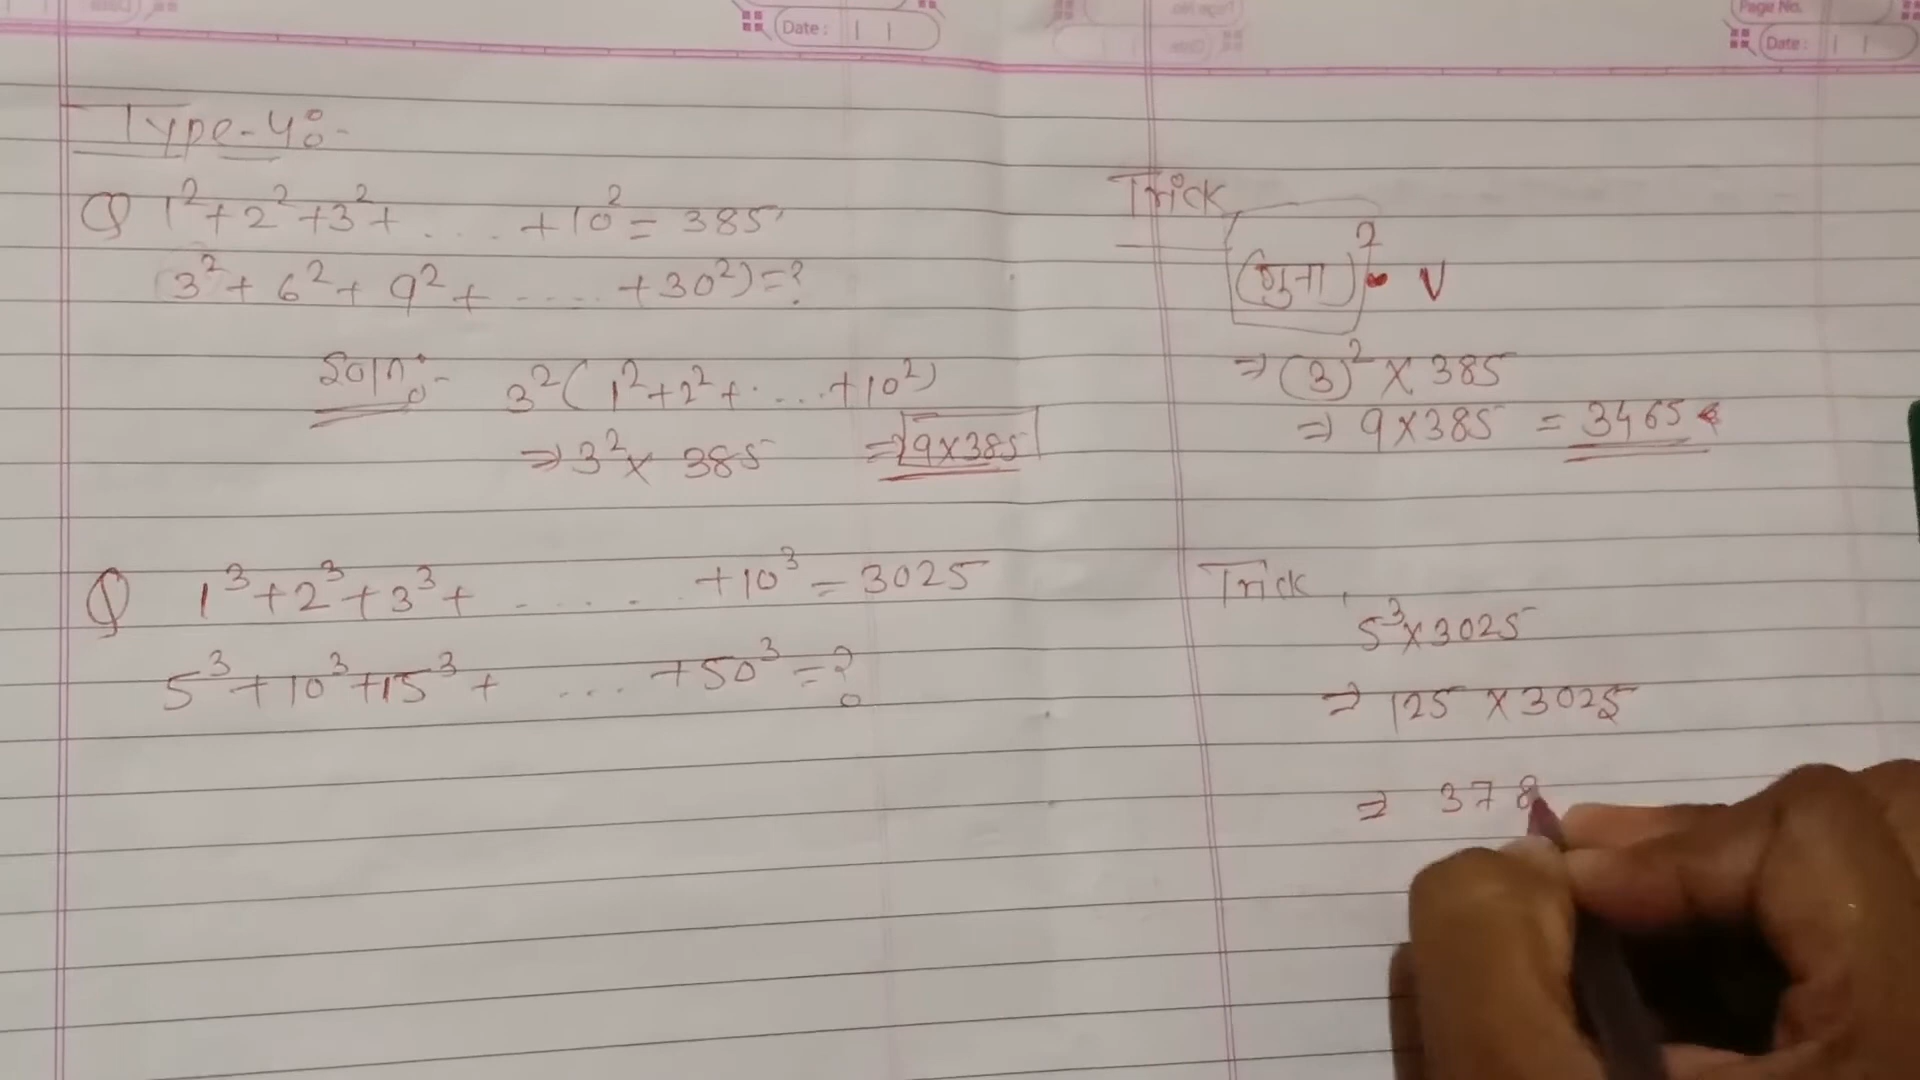 Date :
Page No.
Date :
Type-4:-
Q 1²+2²+3²+ .... +10² = 385
(3²+ 6²+ 9²+ ..... +30²) = ?
Soln:- 3²(1²+2²+ .... +10²)
⇒ 3²× 385 ⇒ 9×385
Q 1³+2³+3³+ ..... +10³ = 3025
5³+10³+15³+ .... +50³ = ?
Trick
(गुना)² • V
⇒ (3)² × 385
⇒ 9×385 = 3465
Trick,
5³×3025
⇒ 125 × 3025
⇒ 378